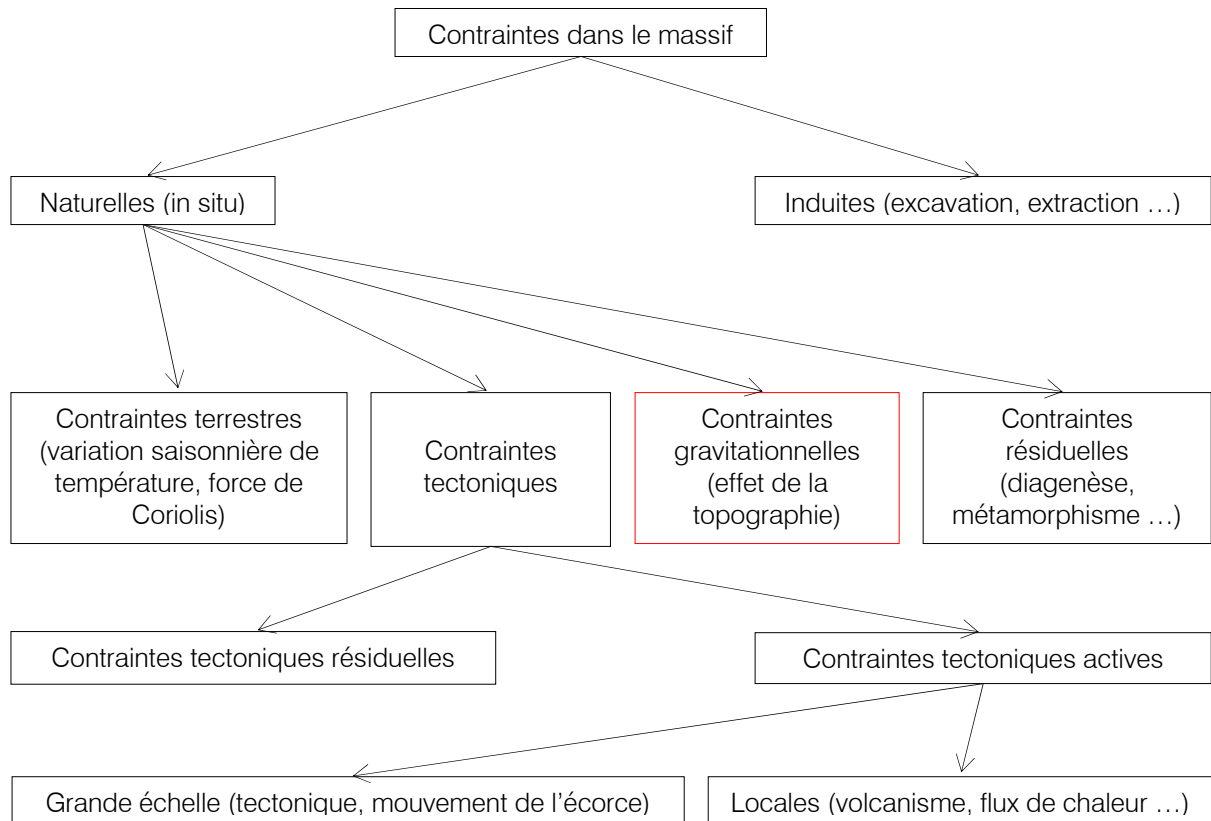 Contraintes dans le massif
Naturelles (in situ)
Induites (excavation, extraction …)
Contraintes terrestres
(variation saisonnière de
température, force de
Coriolis)
Contraintes
tectoniques
Contraintes
gravitationnelles
(effet de la
topographie)
Contraintes
résiduelles
(diagenèse,
métamorphisme …)
Contraintes tectoniques résiduelles
Contraintes tectoniques actives
Grande échelle (tectonique, mouvement de l’écorce)
Locales (volcanisme, flux de chaleur …)